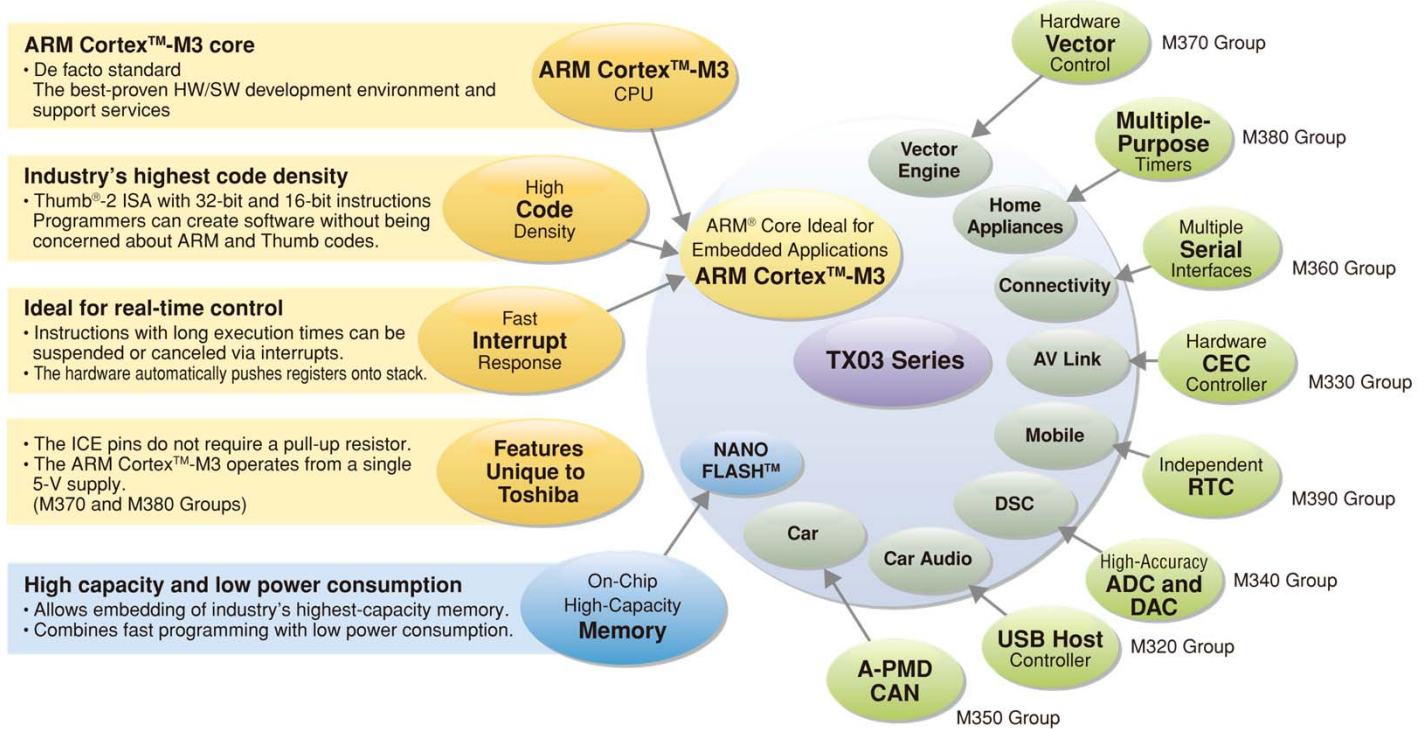 ARM Cortex™-M3 core
• De facto standard
The best-proven HW/SW development environment and
support services
ARM Cortex™-M3
CPU
Industry's highest code density
• Thumb®-2 ISA with 32-bit and 16-bit instructions
Programmers can create software without being
concerned about ARM and Thumb codes.
High
Code
Density
Ideal for real-time control
• Instructions with long execution times can be
suspended or canceled via interrupts.
• The hardware automatically pushes registers onto stack.
Fast
Interrupt
Response
• The ICE pins do not require a pull-up resistor.
• The ARM Cortex™-M3 operates from a single
5-V supply.
(M370 and M380 Groups)
Features
Unique to
Toshiba
High capacity and low power consumption
• Allows embedding of industry's highest-capacity memory.
• Combines fast programming with low power consumption.
On-Chip
High-Capacity
Memory
ARM® Core Ideal for
Embedded Applications
ARM Cortex™-M3
TX03 Series
NANO
FLASH™
Vector
Engine
Home
Appliances
Connectivity
AV Link
Mobile
DSC
Car Audio
Car
Hardware
Vector
Control
M370 Group
Multiple-
Purpose
Timers
M380 Group
Multiple
Serial
Interfaces
M360 Group
Hardware
CEC
Controller
M330 Group
Independent
RTC
M390 Group
High-Accuracy
ADC and
DAC
M340 Group
USB Host
Controller
M320 Group
A-PMD
CAN
M350 Group